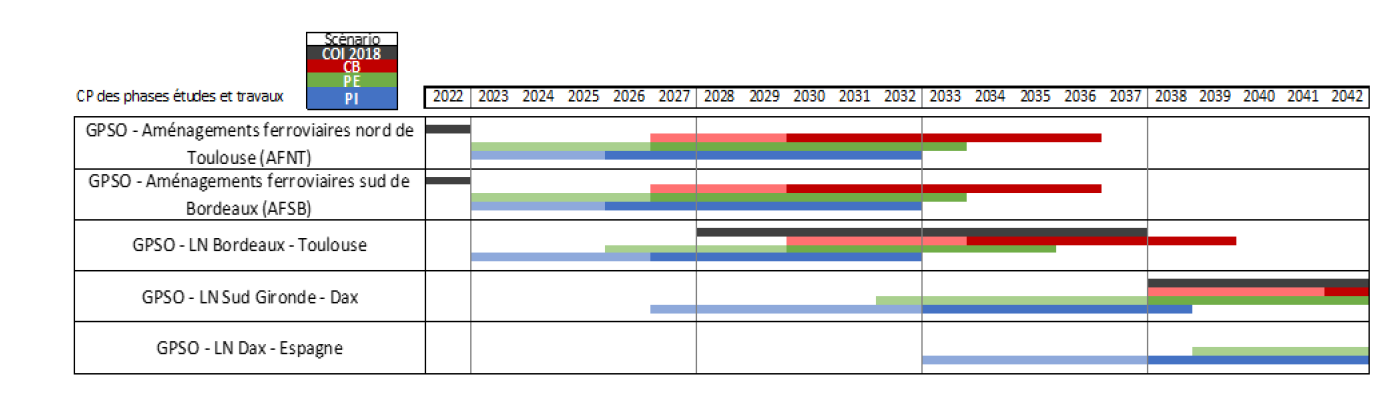 Scénario
COI 2018
CB
PE
PI
CP des phases études et travaux
2022 2023 2024 2025 2026 2027 2028 2029 2030 2031 2032 2033 2034 2035 2036 2037 2038 2039 2040 2041 2042
GPSO - Aménagements ferroviaires nord de
Toulouse (AFNT)
GPSO - Aménagements ferroviaires sud de
Bordeaux (AFSB)
GPSO - LN Bordeaux - Toulouse
GPSO - LN Sud Gironde - Dax
GPSO - LN Dax - Espagne